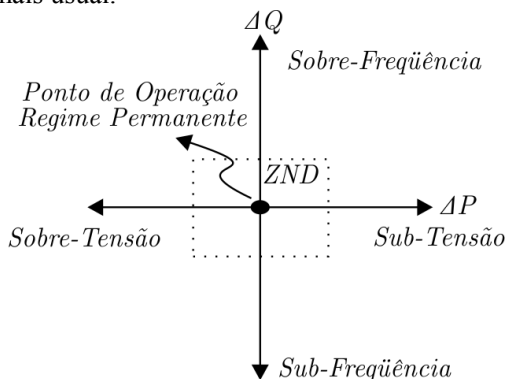 mais usual.
ΔQ
Sobre-Freqüência
Ponto de Operação
Regime Permanente
ZND
ΔP
Sobre-Tensão
Sub-Tensão
Sub-Freqüência